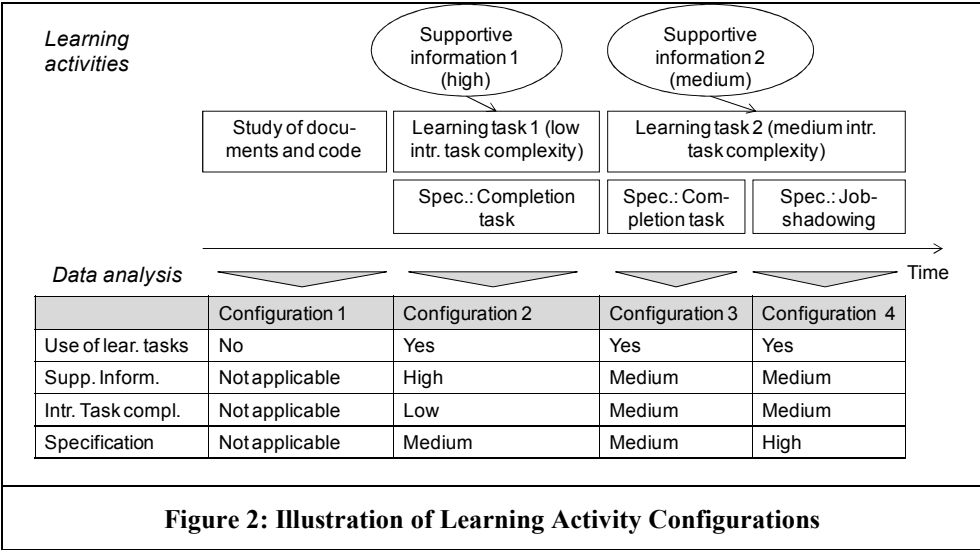 Learning
activities
Supportive
information 1
(high)
Supportive
information 2
(medium)
Study of docu-
ments and code
Learning task 1 (low
intr. task complexity)
Learning task 2 (medium intr.
task complexity)
Spec.: Completion
task
Spec.: Com-
pletion task
Spec.: Job-
shadowing
Data analysis
Time
Configuration 1 Configuration 2 Configuration 3 Configuration 4
Use of lear. tasks No Yes Yes Yes
Supp. Inform. Not applicable High Medium Medium
Intr. Task compl. Not applicable Low Medium Medium
Specification Not applicable Medium Medium High
Figure 2: Illustration of Learning Activity Configurations